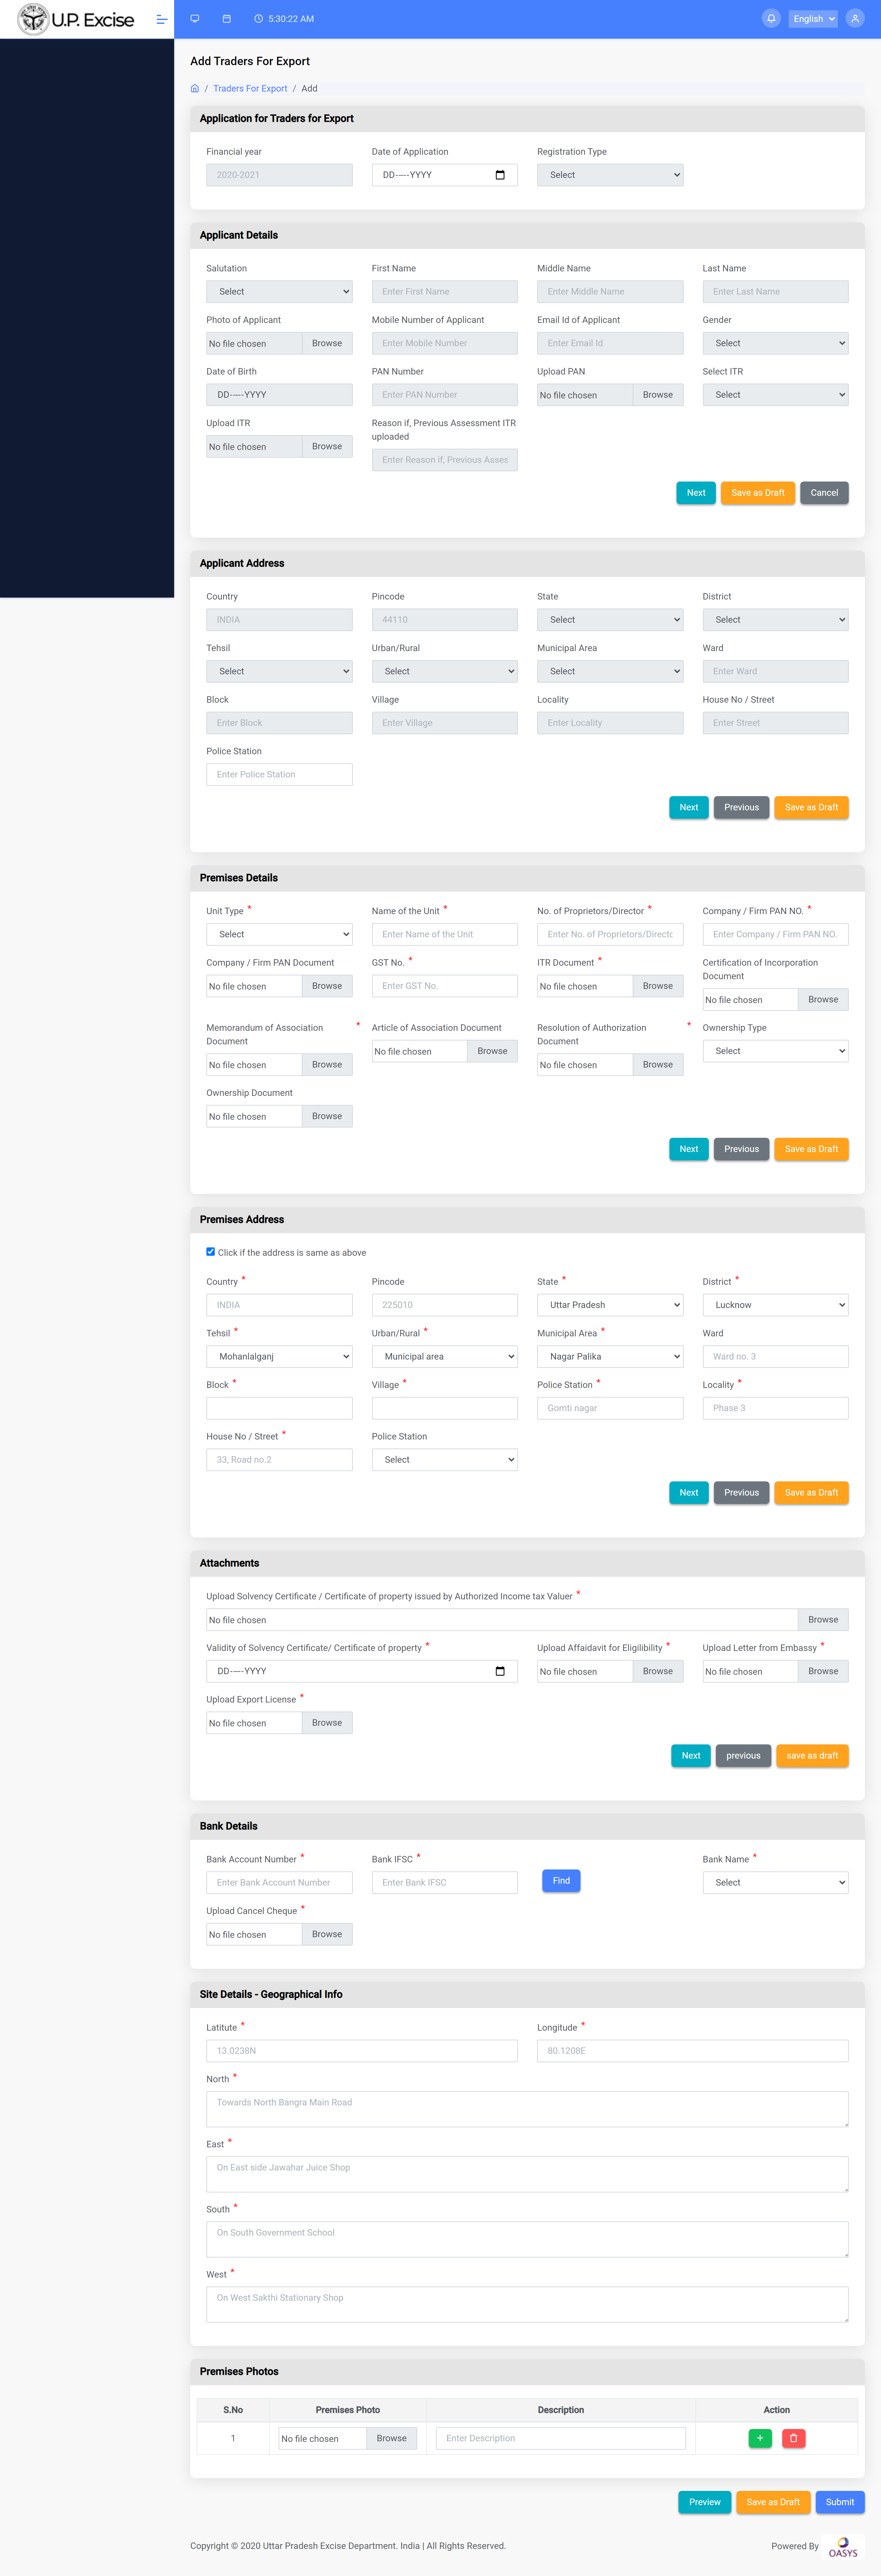 U.P. Excise
5:30:22 AM
English
Add Traders For Export
/ Traders For Export / Add
Application for Traders for Export
Financial year Date of Application Registration Type
2020-2021 DD-----YYYY Select
Applicant Details
Salutation First Name Middle Name Last Name
Select Enter First Name Enter Middle Name Enter Last Name
Photo of Applicant Mobile Number of Applicant Email Id of Applicant Gender
No file chosen Browse Enter Mobile Number Enter Email Id Select
Date of Birth PAN Number Upload PAN Select ITR
DD-----YYYY Enter PAN Number No file chosen Browse Select
Upload ITR Reason if, Previous Assessment ITR
uploaded
No file chosen Browse
Enter Reason if, Previous Asses
Next Save as Draft Cancel
Applicant Address
Country Pincode State District
INDIA 44110 Select Select
Tehsil Urban/Rural Municipal Area Ward
Select Select Select Enter Ward
Block Village Locality House No / Street
Enter Block Enter Village Enter Locality Enter Street
Police Station
Enter Police Station
Next Previous Save as Draft
Premises Details
Unit Type * Name of the Unit * No. of Proprietors/Director * Company / Firm PAN NO. *
Select Enter Name of the Unit Enter No. of Proprietors/Directo Enter Company / Firm PAN NO.
Company / Firm PAN Document GST No. * ITR Document * Certification of Incorporation
Document
No file chosen Browse Enter GST No. No file chosen Browse
No file chosen Browse
Memorandum of Association * Article of Association Document Resolution of Authorization * Ownership Type
Document Document
No file chosen Browse Select
No file chosen Browse No file chosen Browse
Ownership Document
No file chosen Browse
Next Previous Save as Draft
Premises Address
Click if the address is same as above
Country * Pincode State * District *
INDIA 225010 Uttar Pradesh Lucknow
Tehsil * Urban/Rural * Municipal Area * Ward
Mohanlalganj Municipal area Nagar Palika Ward no. 3
Block * Village * Police Station * Locality *
Gomti nagar Phase 3
House No / Street * Police Station
33, Road no.2 Select
Next Previous Save as Draft
Attachments
Upload Solvency Certificate / Certificate of property issued by Authorized Income tax Valuer *
No file chosen Browse
Validity of Solvency Certificate/ Certificate of property * Upload Affaidavit for Eligilibility * Upload Letter from Embassy *
DD-----YYYY No file chosen Browse No file chosen Browse
Upload Export License *
No file chosen Browse
Next previous save as draft
Bank Details
Bank Account Number * Bank IFSC * Bank Name *
Enter Bank Account Number Enter Bank IFSC Find Select
Upload Cancel Cheque *
No file chosen Browse
Site Details - Geographical Info
Latitute * Longitude *
13.0238N 80.1208E
North *
Towards North Bangra Main Road
East *
On East side Jawahar Juice Shop
South *
On South Government School
West *
On West Sakthi Stationary Shop
Premises Photos
S.No Premises Photo Description Action
1 No file chosen Browse Enter Description +
Preview Save as Draft Submit
Copyright © 2020 Uttar Pradesh Excise Department. India | All Rights Reserved. Powered By OASYS